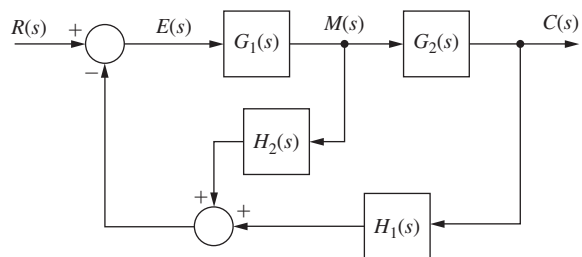 R(s) + E(s) G₁(s) M(s) G₂(s) C(s)
−
H₂(s)
+ +
H₁(s)